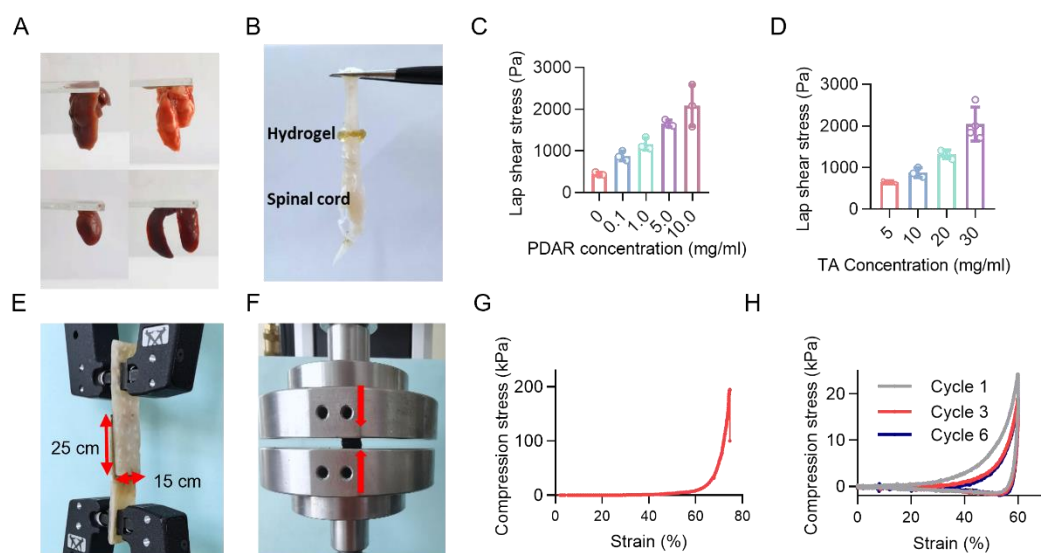 A
B
Hydrogel
Spinal cord
C
Lap shear stress (Pa)
3000
2000
1000
0
0
0.1
1.0
5.0
10.0
PDAR concentration (mg/ml)
D
Lap shear stress (Pa)
3000
2000
1000
0
5
10
20
30
TA Concentration (mg/ml)
E
25 cm
15 cm
F
G
Compression stress (kPa)
200
100
0
0
20
40
60
80
Strain (%)
H
Compression stress (kPa)
20
10
0
0
20
40
60
Strain (%)
Cycle 1
Cycle 3
Cycle 6